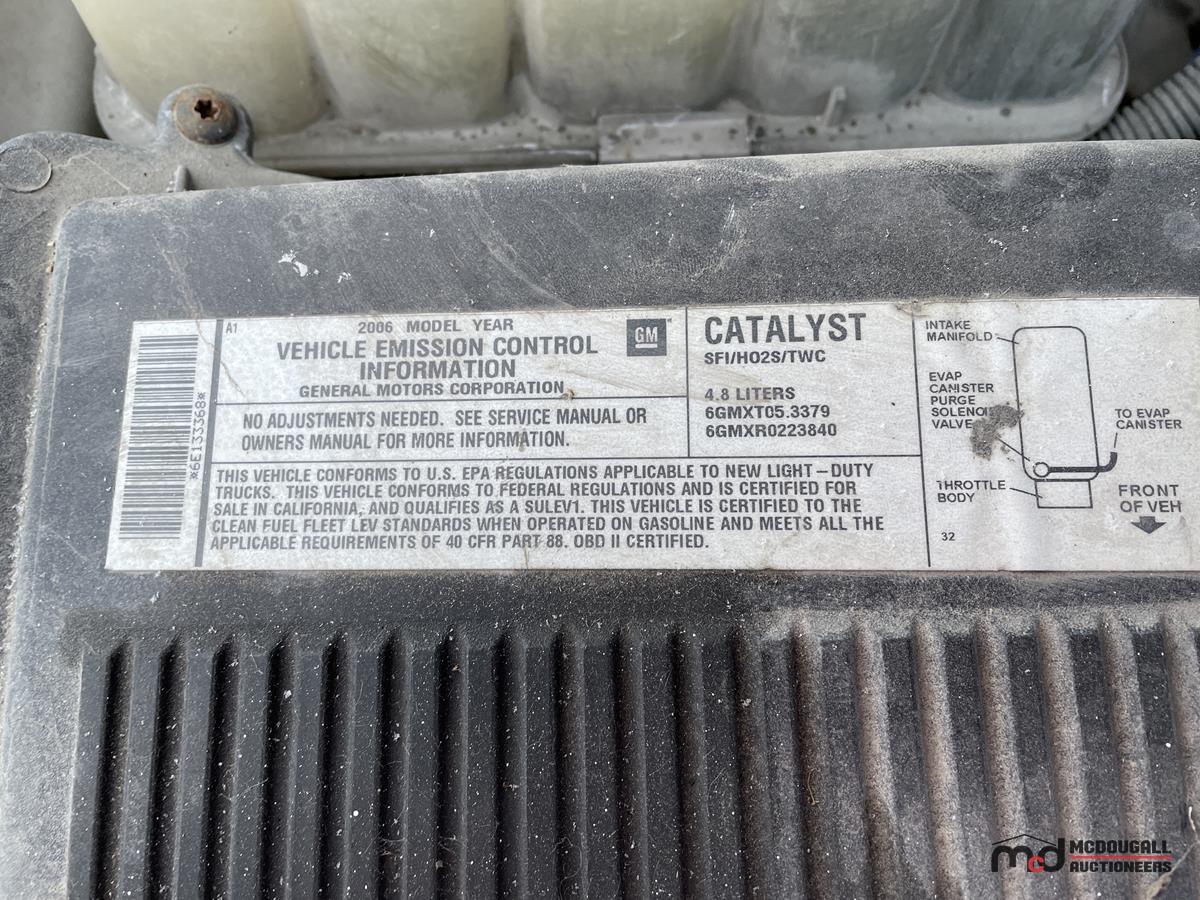 *6E133368*
A1
2006 MODEL YEAR
VEHICLE EMISSION CONTROL
INFORMATION
GENERAL MOTORS CORPORATION
GM
NO ADJUSTMENTS NEEDED. SEE SERVICE MANUAL OR
OWNERS MANUAL FOR MORE INFORMATION.
CATALYST
SFI/HO2S/TWC
4.8 LITERS
6GMXT05.3379
6GMXR0223840
THIS VEHICLE CONFORMS TO U.S. EPA REGULATIONS APPLICABLE TO NEW LIGHT-DUTY
TRUCKS. THIS VEHICLE CONFORMS TO FEDERAL REGULATIONS AND IS CERTIFIED FOR
SALE IN CALIFORNIA, AND QUALIFIES AS A SULEV1. THIS VEHICLE IS CERTIFIED TO THE
CLEAN FUEL FLEET LEV STANDARDS WHEN OPERATED ON GASOLINE AND MEETS ALL THE
APPLICABLE REQUIREMENTS OF 40 CFR PART 88. OBD II CERTIFIED.
INTAKE
MANIFOLD
EVAP
CANISTER
PURGE
SOLENOID
VALVE
TO EVAP
CANISTER
THROTTLE
BODY
FRONT
OF VEH
32
mcd MCDOUGALL
AUCTIONEERS